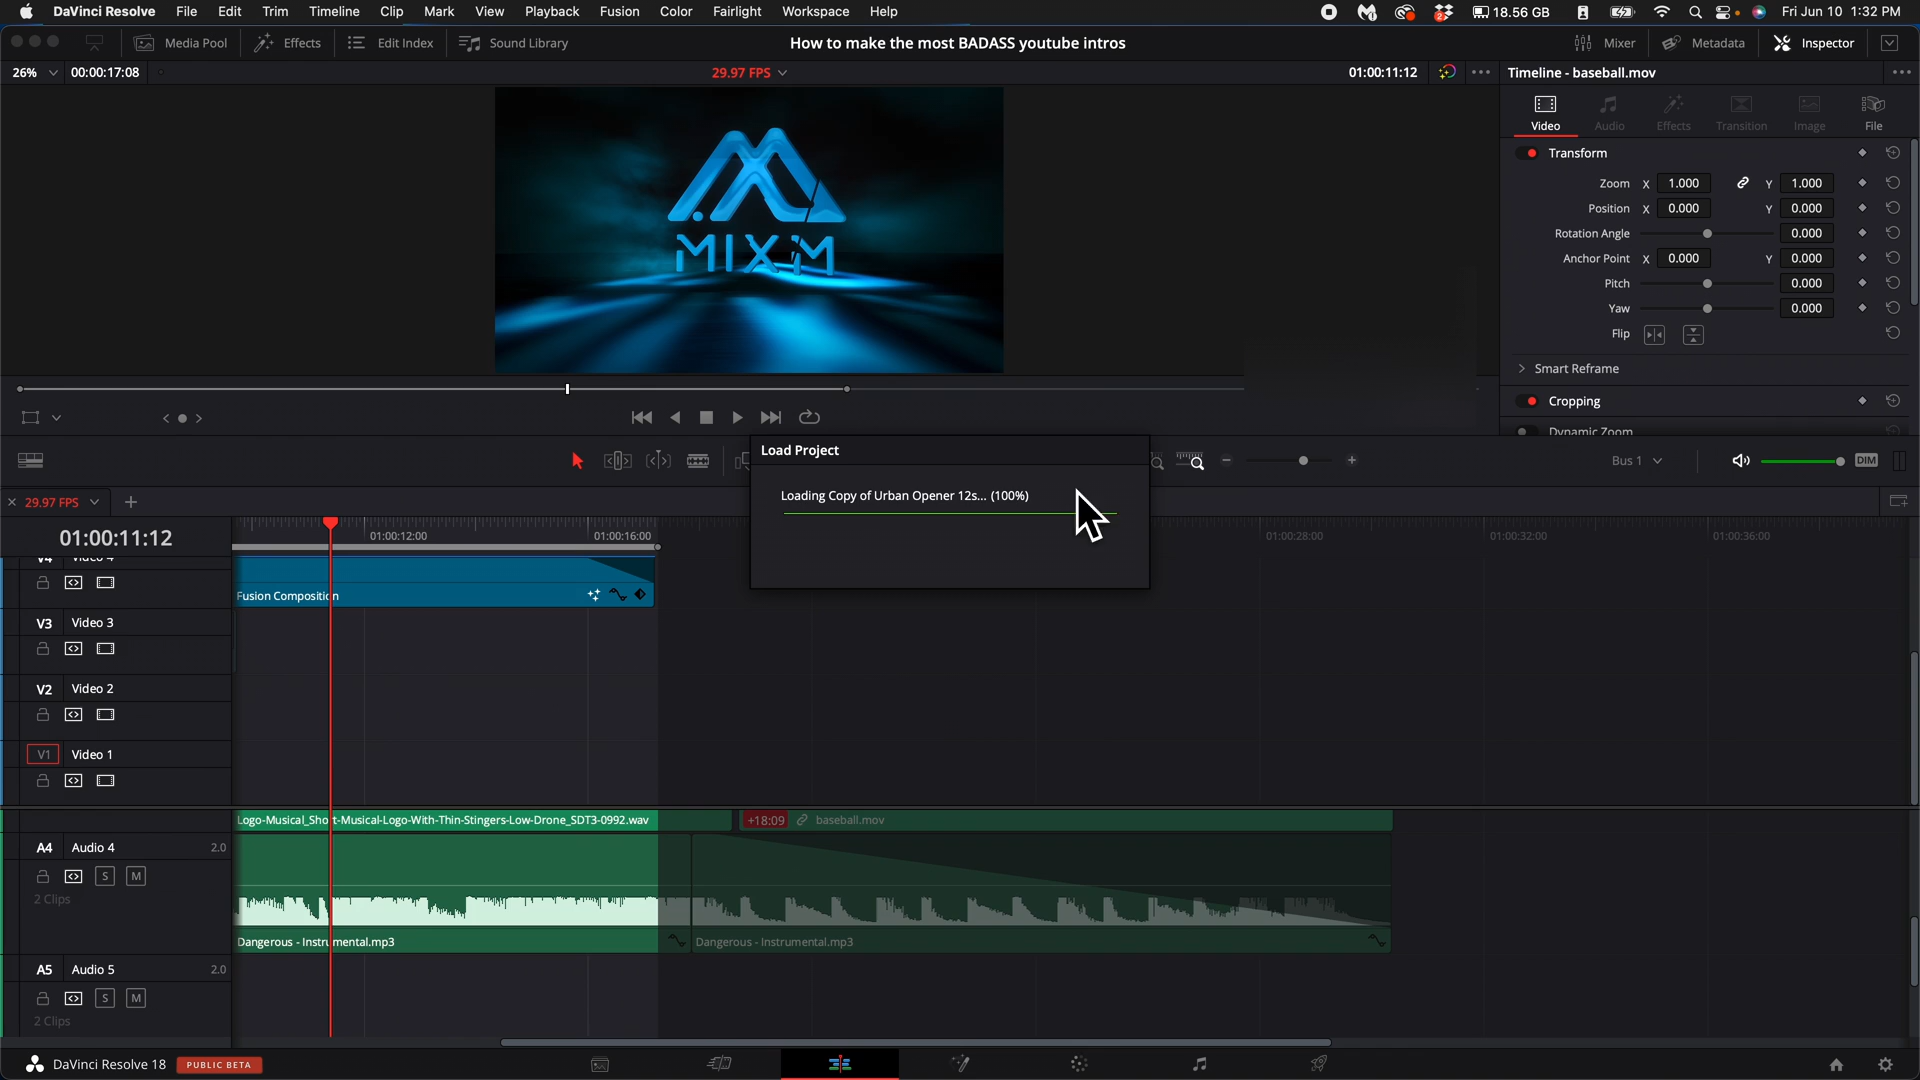 DaVinci Resolve File Edit Trim Timeline Clip Mark View Playback Fusion Color Fairlight Workspace Help 2 18.56 GB Fri Jun 10 1:32 PM
Media Pool Effects Edit Index Sound Library How to make the most BADASS youtube intros Mixer Metadata Inspector
26% 00:00:17:08 29.97 FPS 01:00:11:12 Timeline - baseball.mov
Video Audio Effects Transition Image File
MIXM
Transform
Zoom X 1.000 Y 1.000
Position X 0.000 Y 0.000
Rotation Angle 0.000
Anchor Point X 0.000 Y 0.000
Pitch 0.000
Yaw 0.000
Flip
Smart Reframe
Cropping
Dynamic Zoom
Bus 1 DIM
Load Project
Loading Copy of Urban Opener 12s... (100%)
29.97 FPS
01:00:11:12
01:00:12:00 01:00:16:00 01:00:28:00 01:00:32:00 01:00:36:00
V4 Video 4
Fusion Composition
V3 Video 3
V2 Video 2
V1 Video 1
Logo-Musical_Short-Musical-Logo-With-Thin-Stingers-Low-Drone_SDT3-0992.wav +18:09 baseball.mov
A4 Audio 4 2.0
S M
2 Clips
Dangerous - Instrumental.mp3 Dangerous - Instrumental.mp3
A5 Audio 5 2.0
S M
2 Clips
DaVinci Resolve 18 PUBLIC BETA